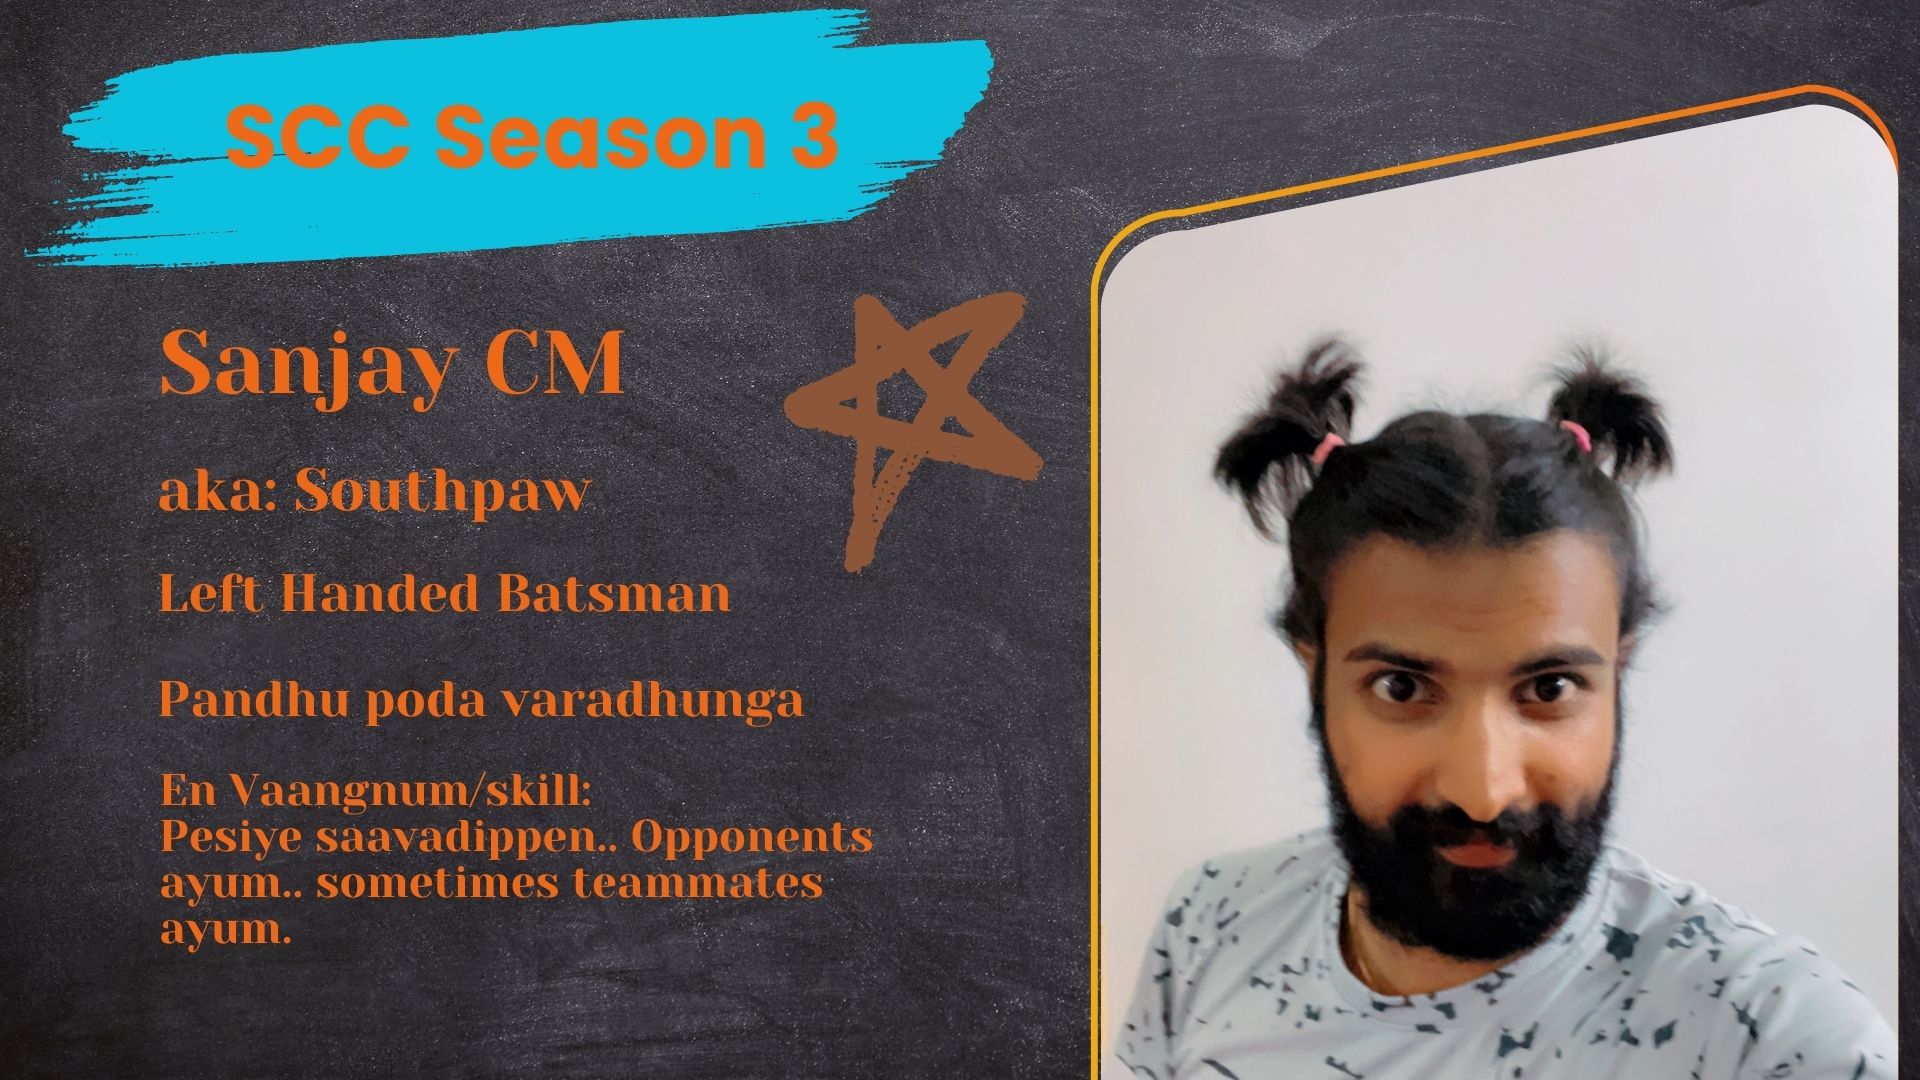 SCC Season 3
Sanjay CM
aka: Southpaw
Left Handed Batsman
Pandhu poda varadhunga
En Vaangnum/skill:
Pesiye saavadippen.. Opponents
ayum.. sometimes teammates
ayum.